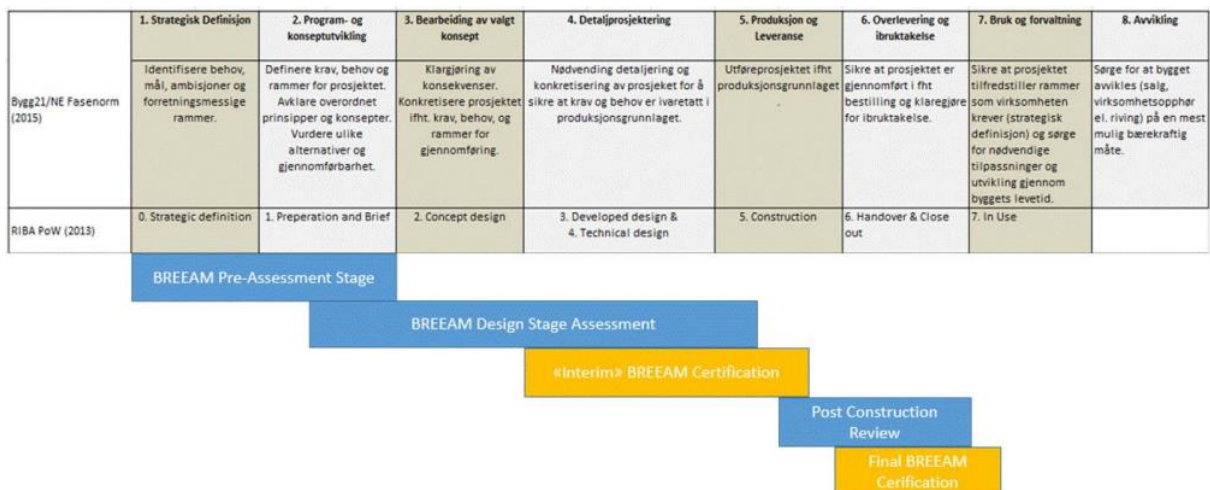 1. Strategisk Definisjon
2. Program- og
konseptutvikling
3. Bearbeiding av valgt
konsept
4. Detaljprosjektering
5. Produksjon og
Leveranse
6. Overlevering og
ibruktakelse
7. Bruk og forvaltning
8. Avvikling
Bygg21/NE Fasenorm
(2015)
Identifisere behov,
mål, ambisjoner og
forretningsmessige
rammer.
Definere krav, behov og
rammer for prosjektet.
Avklare overordnet
prinsipper og konsepter.
Vurdere ulike
alternativer og
gjennomførbarhet.
Klargjøring av
konsekvenser.
Konkretisere prosjektet
ifht. krav, behov, og
rammer for
gjennomføring.
Nødvending detaljering og
konkretisering av prosjeket for å
sikre at krav og behov er ivaretatt i
produksjonsgrunnlaget.
Utføreprosjektet ifht
produksjonsgrunnlaget
.
Sikre at prosjektet er
gjennomført i fht
bestilling og klaregjøre
for ibruktakelse.
Sikre at prosjektet
tilfredstiller rammer
som virksomheten
krever (strategisk
definisjon) og sørge
for nødvendige
tilpassninger og
utvikling gjennom
byggets levetid.
Sørge for at bygget
avvikles (salg,
virksomhetsopphør
el. riving) på en mest
mulig bærekraftig
måte.
RIBA PoW (2013)
0. Strategic definition
1. Preperation and Brief
2. Concept design
3. Developed design &
4. Technical design
5. Construction
6. Handover & Close
out
7. In Use
BREEAM Pre-Assessment Stage
BREEAM Design Stage Assessment
«Interim» BREEAM Certification
Post Construction
Review
Final BREEAM
Cerification